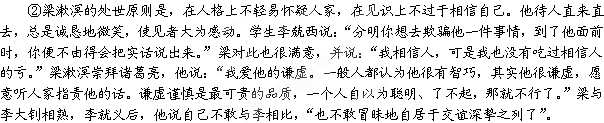 ②梁漱溟的处世原则是，在人格上不轻易怀疑人家，在见识上不过于相信自己。他待人直来直
去，总是诚恳地微笑，使见者大为感动。学生李就西说：“分明你想去欺骗他一件事情，到了他面前
时，你便不由得会把实话说出来。”梁对此也很满意，并说：“我相信人，可是我也没有吃过相信人
的亏。”梁漱溟崇拜诸葛亮，他说：“我爱他的谦虚。一般人都认为他很有智巧，其实他很谦虚，愿
意听人家指责他的话。谦虚谨慎是最可贵的品质，一个人自以为聪明、了不起，那就不行了。”梁与
李大钊相熟，李就义后，他说自己不敢与李相比，“也不敢冒昧地自居于交谊深挚之列了”。